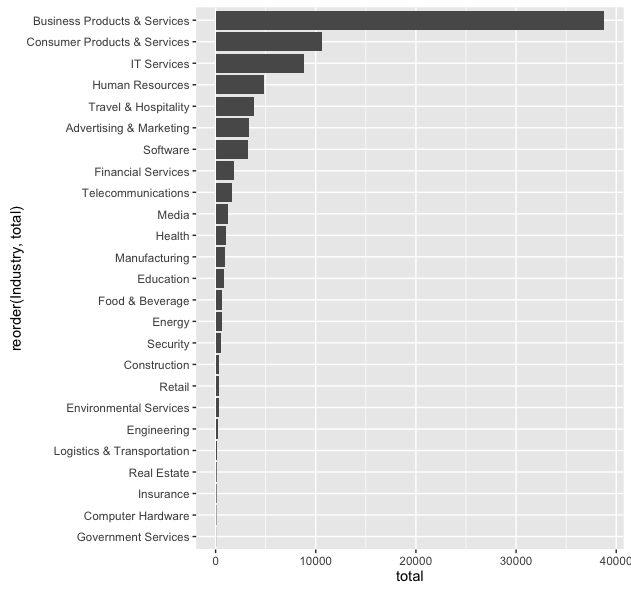 reorder(Industry, total)
Business Products & Services
Consumer Products & Services
IT Services
Human Resources
Travel & Hospitality
Advertising & Marketing
Software
Financial Services
Telecommunications
Media
Health
Manufacturing
Education
Food & Beverage
Energy
Security
Construction
Retail
Environmental Services
Engineering
Logistics & Transportation
Real Estate
Insurance
Computer Hardware
Government Services
0 10000 20000 30000 40000
total